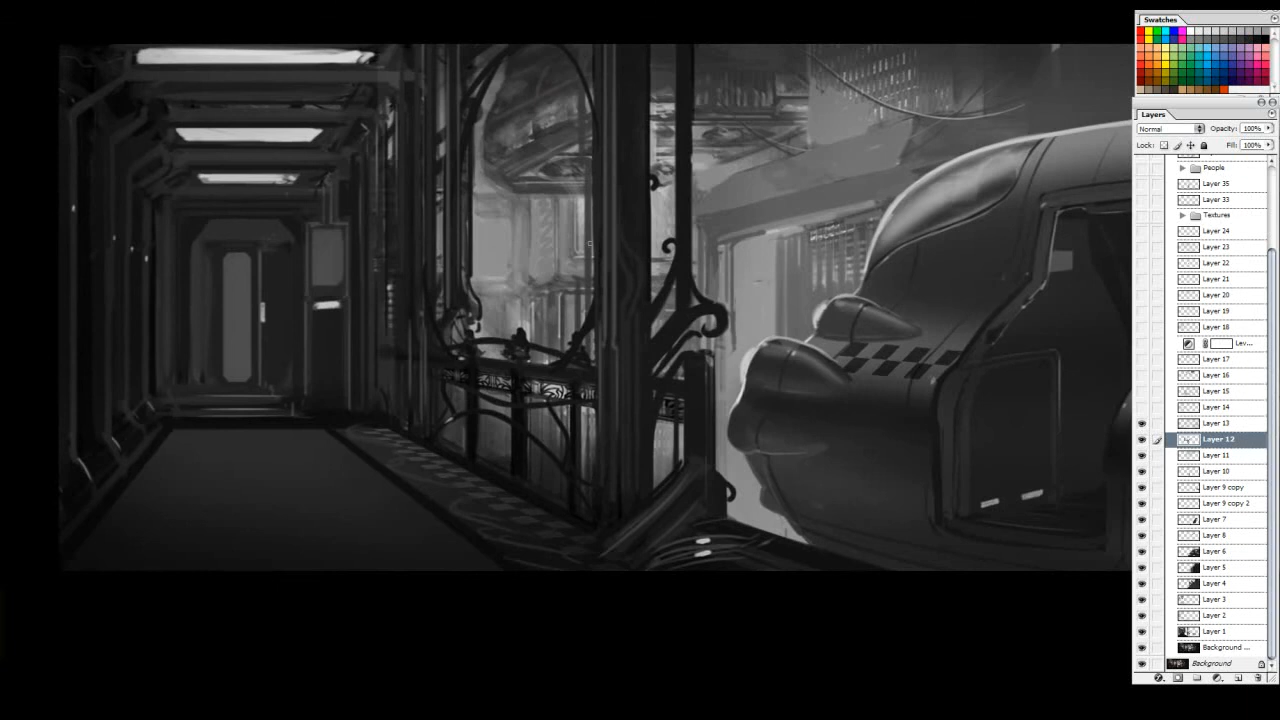 Swatches
Layers
Normal Opacity: 100%
Lock: Fill: 100%
People
Layer 35
Layer 33
Textures
Layer 24
Layer 23
Layer 22
Layer 21
Layer 20
Layer 19
Layer 18
Lev...
Layer 17
Layer 16
Layer 15
Layer 14
Layer 13
Layer 12
Layer 11
Layer 10
Layer 9 copy
Layer 9 copy 2
Layer 7
Layer 8
Layer 6
Layer 5
Layer 4
Layer 3
Layer 2
Layer 1
Background ...
Background